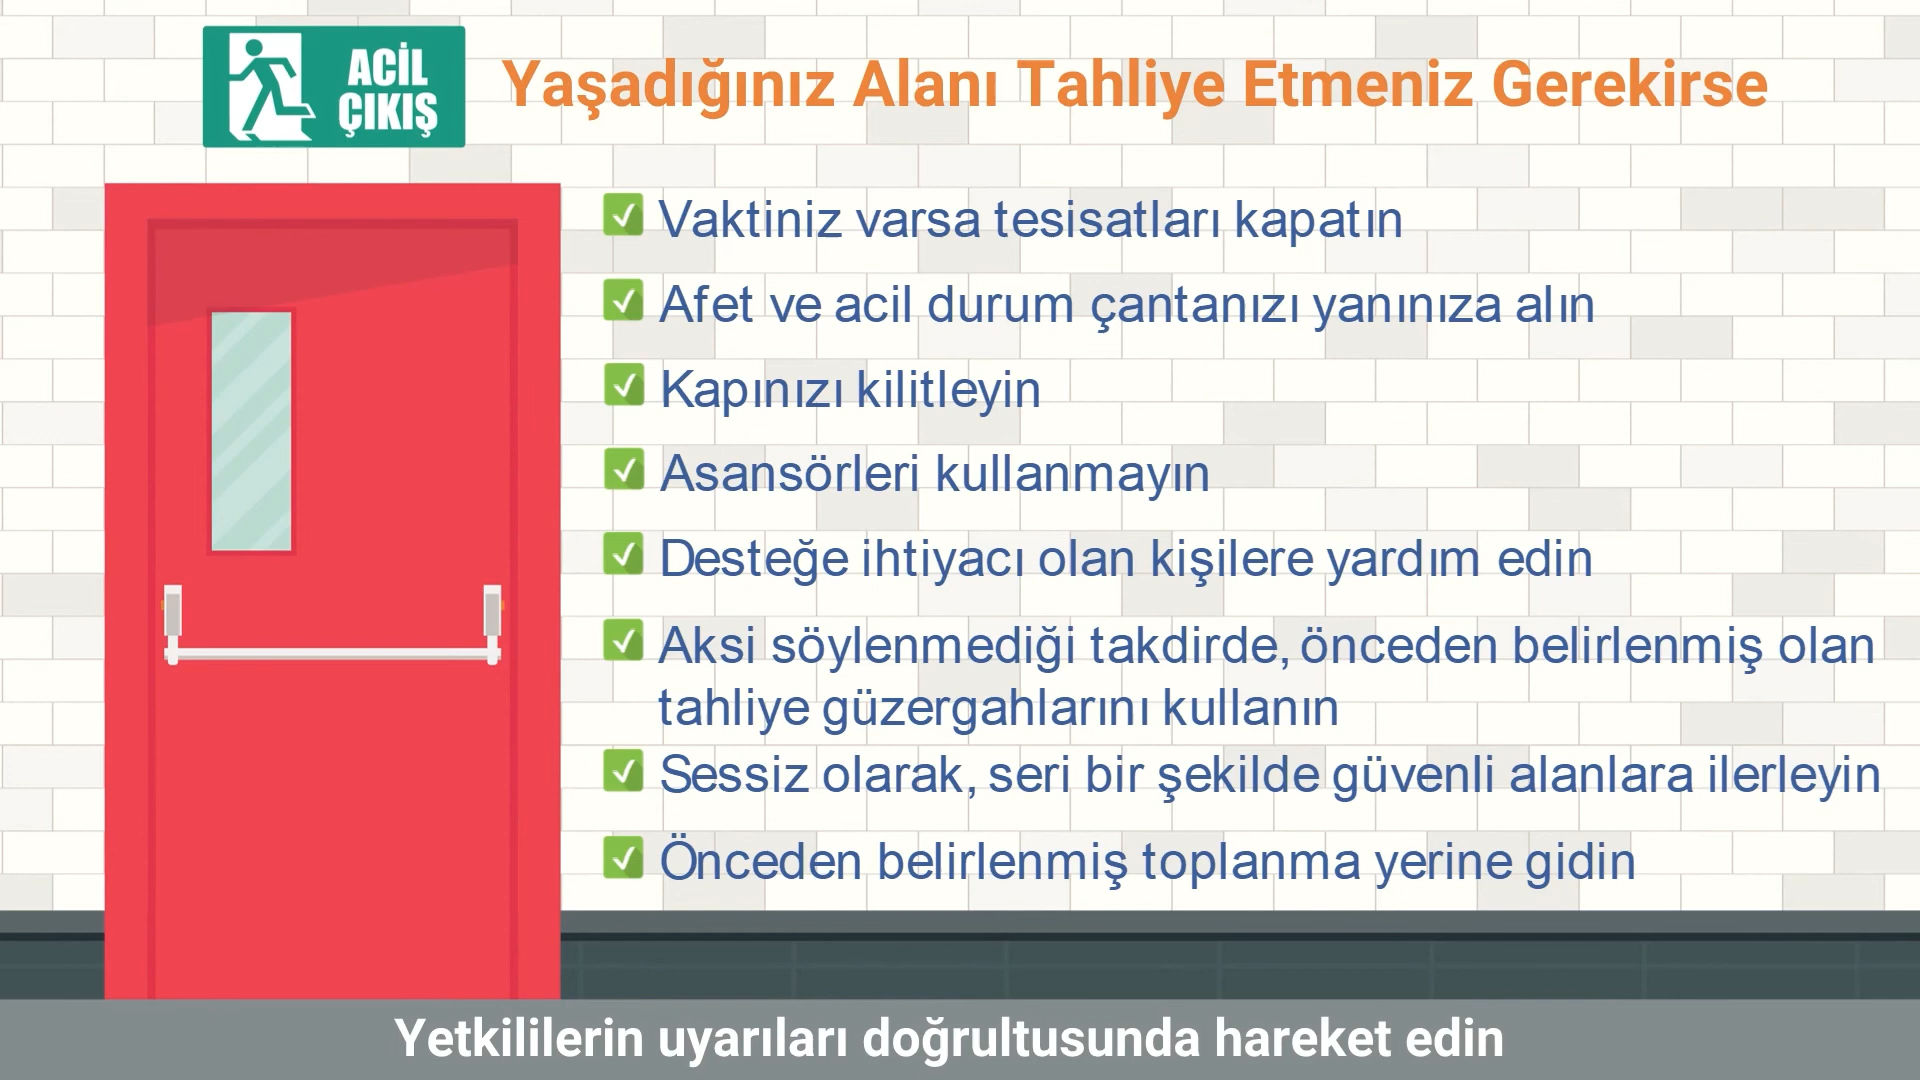 ACİL
ÇIKIŞ
Yaşadığınız Alanı Tahliye Etmeniz Gerekirse
Vaktiniz varsa tesisatları kapatın
Afet ve acil durum çantanızı yanınıza alın
Kapınızı kilitleyin
Asansörleri kullanmayın
Desteğe ihtiyacı olan kişilere yardım edin
Aksi söylenmediği takdirde, önceden belirlenmiş olan
tahliye güzergahlarını kullanın
Sessiz olarak, seri bir şekilde güvenli alanlara ilerleyin
Önceden belirlenmiş toplanma yerine gidin
Yetkililerin uyarıları doğrultusunda hareket edin